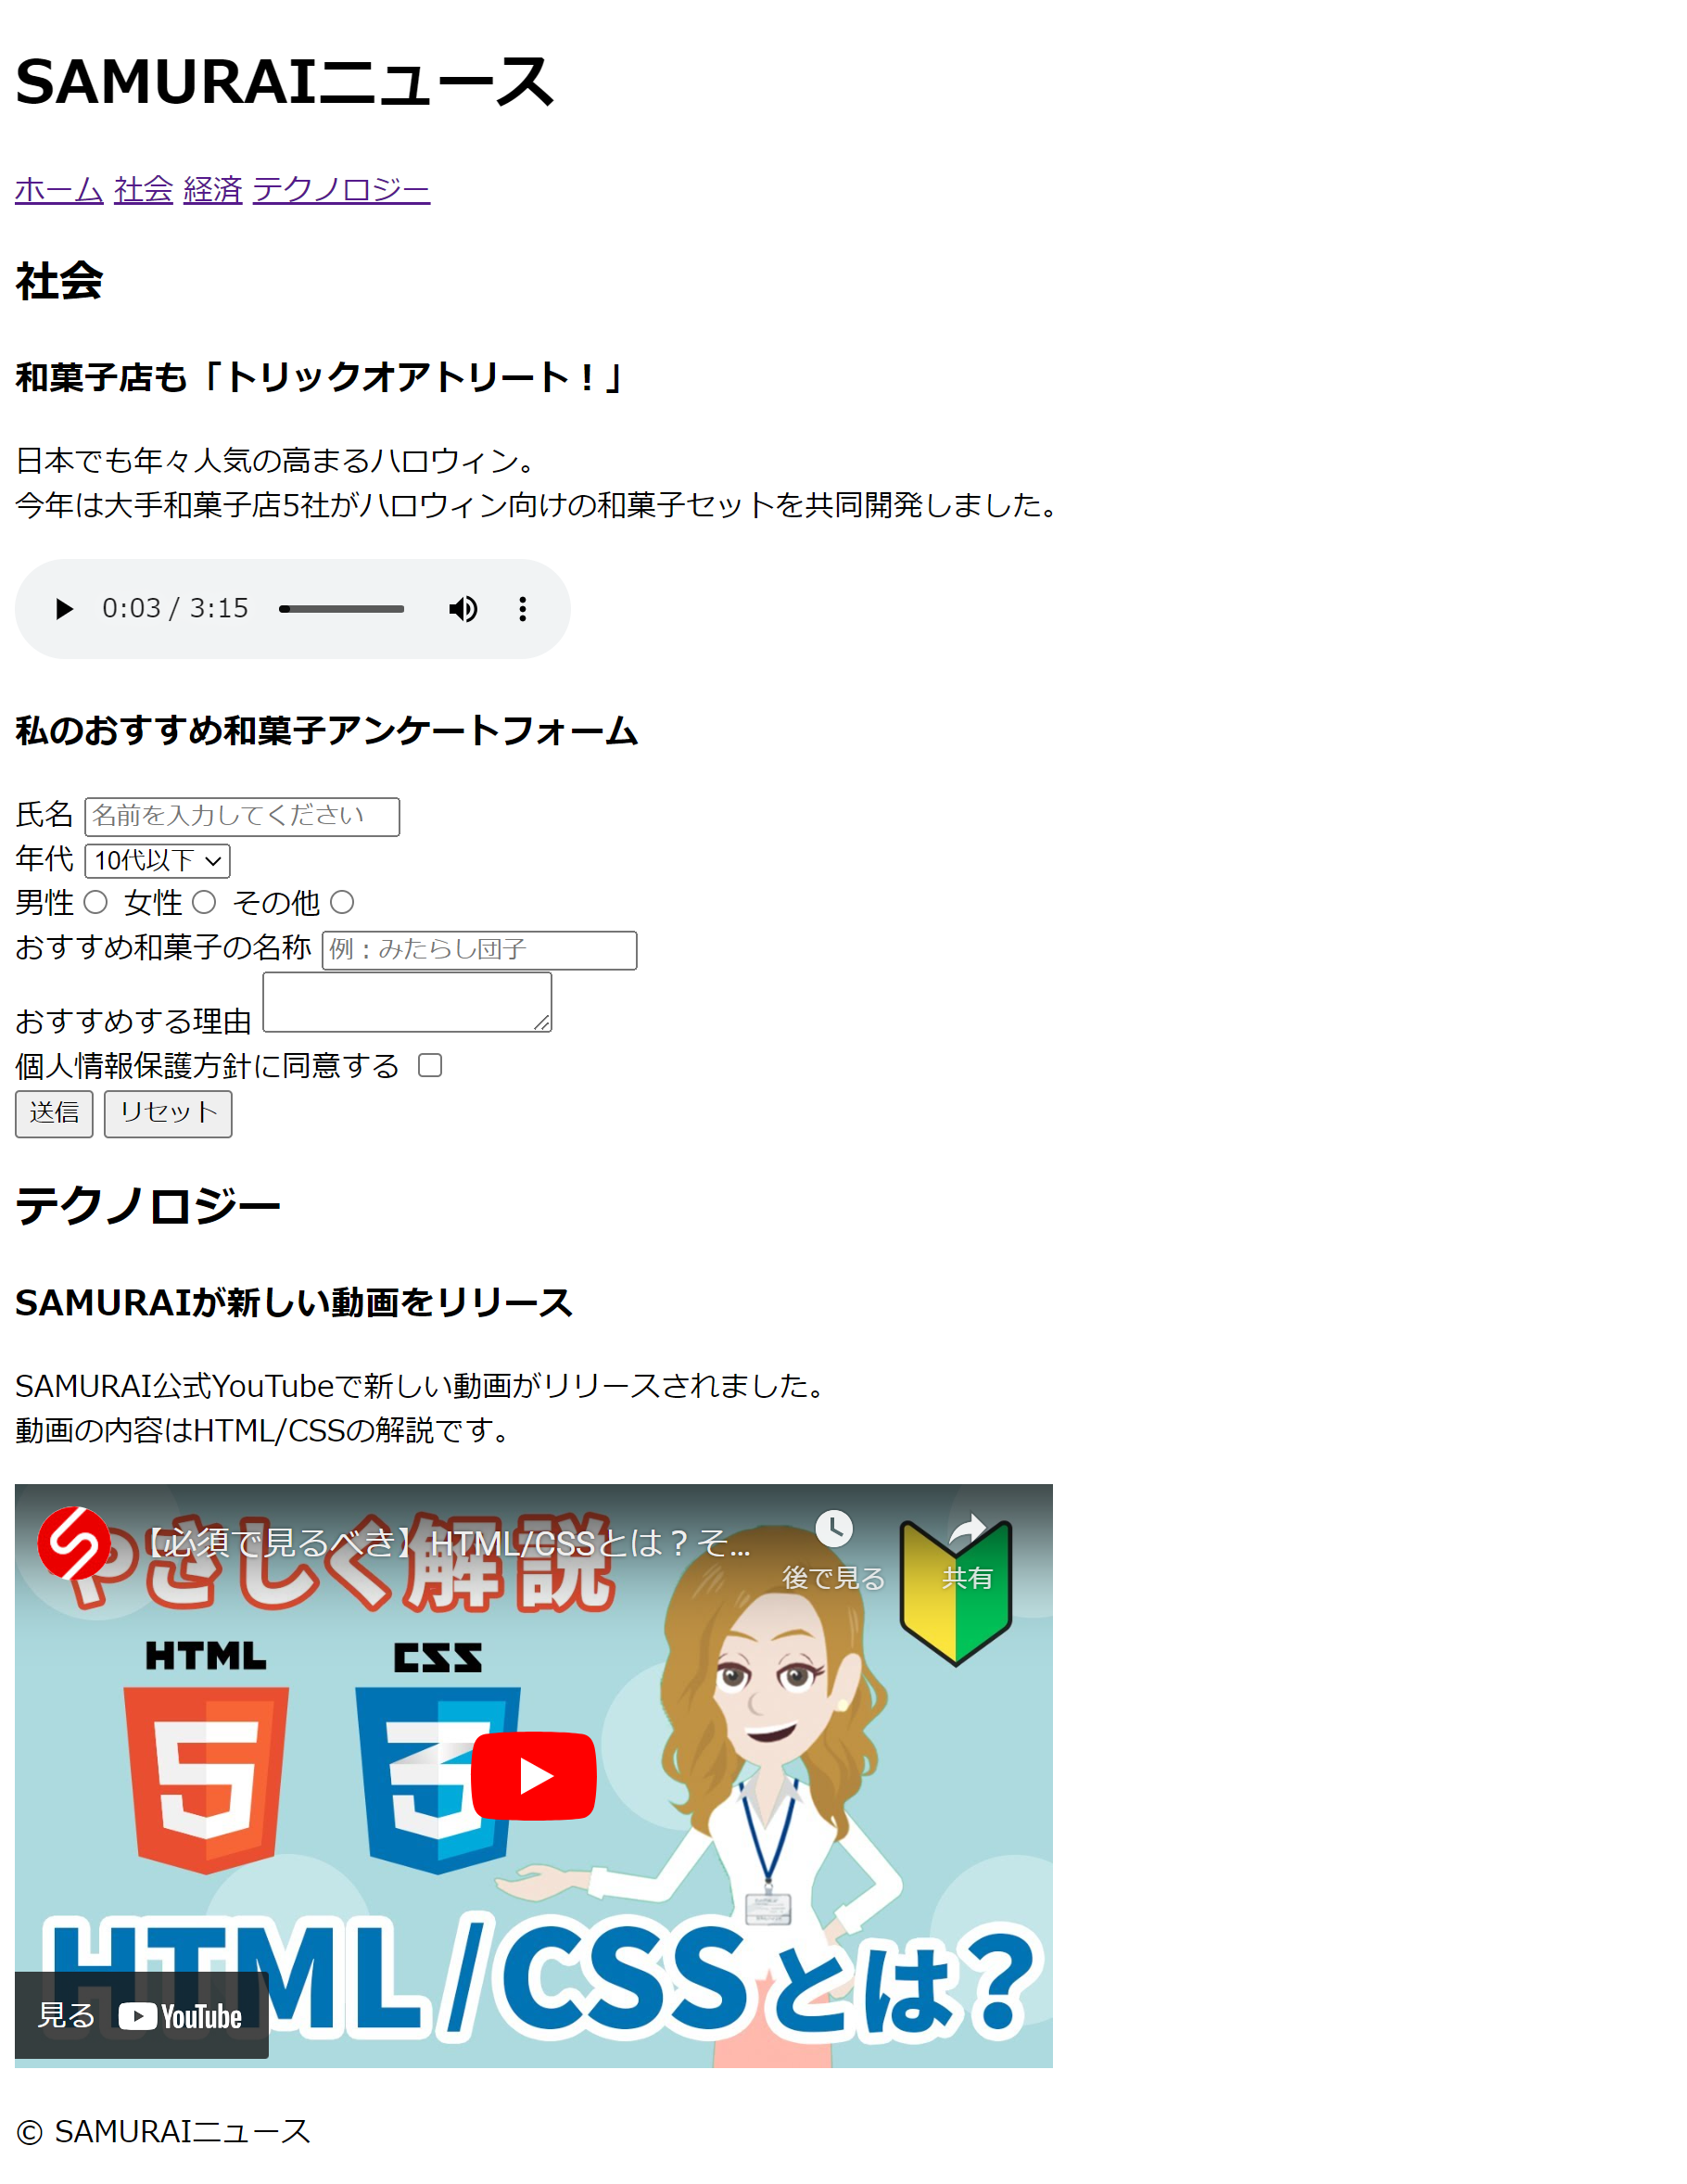 SAMURAIニュース
ホーム 社会 経済 テクノロジー
社会
和菓子店も「トリックオアトリート！」
日本でも年々人気の高まるハロウィン。
今年は大手和菓子店5社がハロウィン向けの和菓子セットを共同開発しました。
0:03 / 3:15
私のおすすめ和菓子アンケートフォーム
氏名 名前を入力してください
年代 10代以下
男性 女性 その他
おすすめ和菓子の名称 例：みたらし団子
おすすめする理由
個人情報保護方針に同意する
送信 リセット
テクノロジー
SAMURAIが新しい動画をリリース
SAMURAI公式YouTubeで新しい動画がリリースされました。
動画の内容はHTML/CSSの解説です。
【必須で見るべき】HTML/CSSとは？そ...
後で見る 共有
やさしく解説
HTML CSS
HTML/CSSとは?
見る YouTube
© SAMURAIニュース